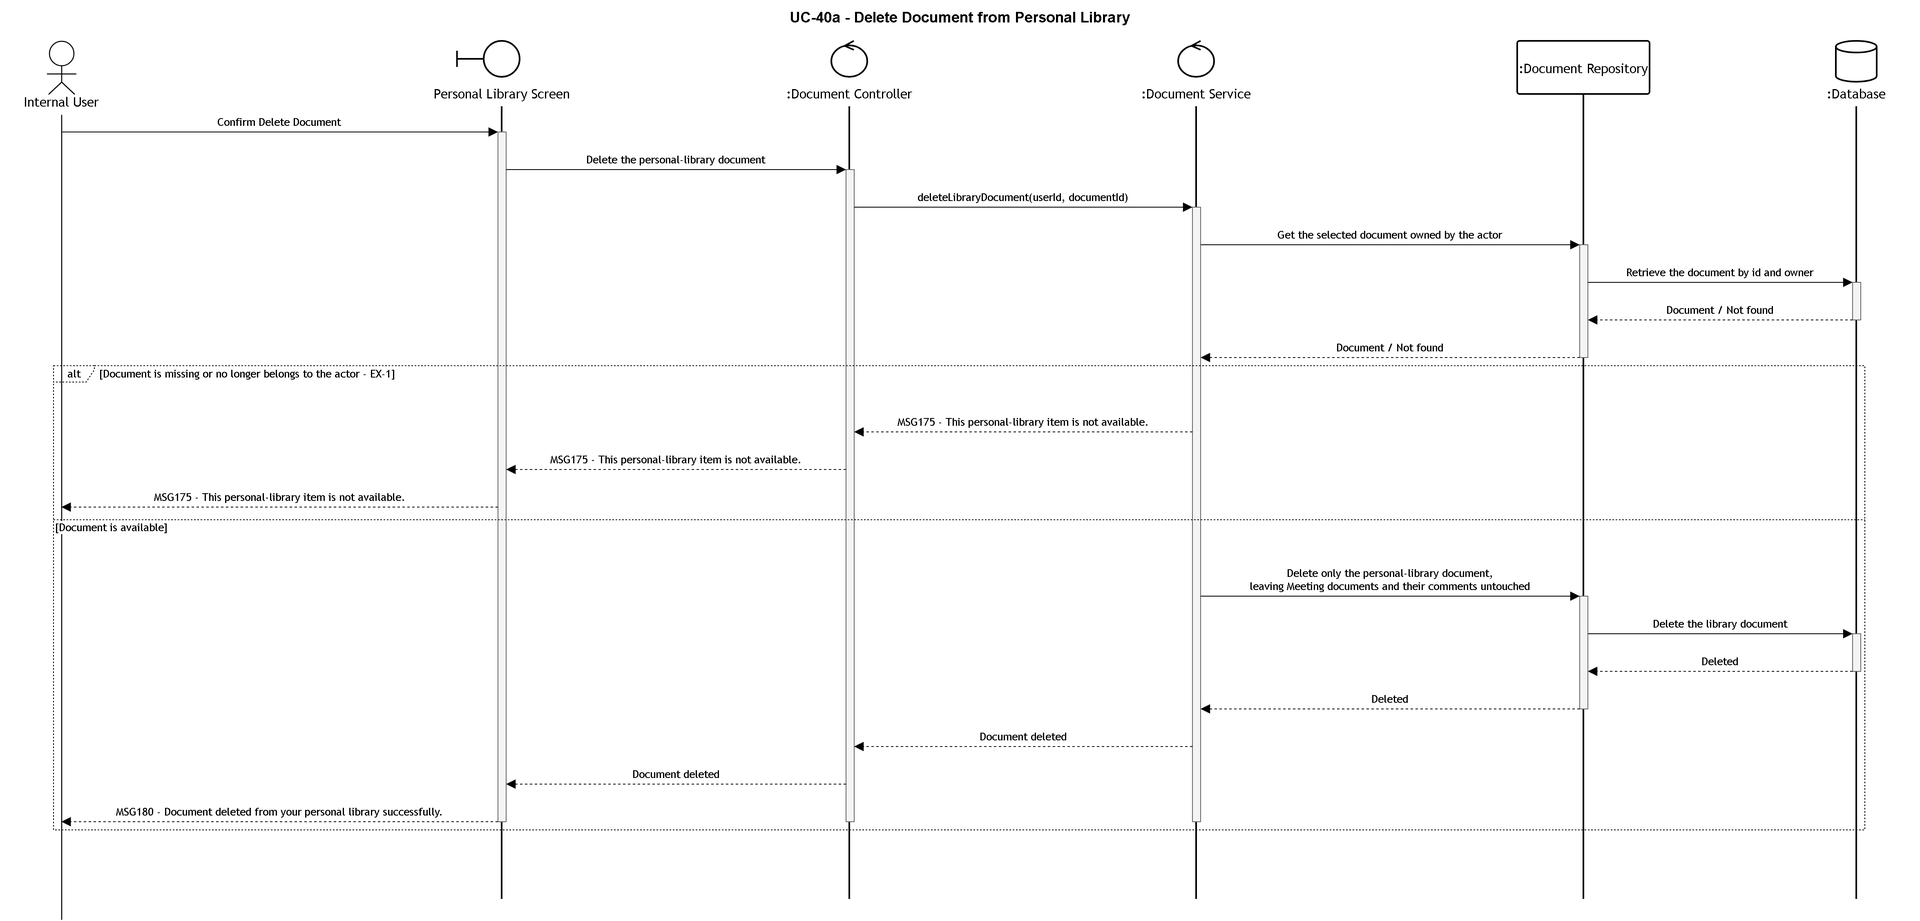 UC-40a - Delete Document from Personal Library
Internal User
Personal Library Screen
:Document Controller
:Document Service
:Document Repository
:Database
Confirm Delete Document
Delete the personal-library document
deleteLibraryDocument(userId, documentId)
Get the selected document owned by the actor
Retrieve the document by id and owner
Document / Not found
Document / Not found
alt [Document is missing or no longer belongs to the actor - EX-1]
MSG175 - This personal-library item is not available.
MSG175 - This personal-library item is not available.
MSG175 - This personal-library item is not available.
[Document is available]
Delete only the personal-library document,
leaving Meeting documents and their comments untouched
Delete the library document
Deleted
Deleted
Document deleted
Document deleted
MSG180 - Document deleted from your personal library successfully.